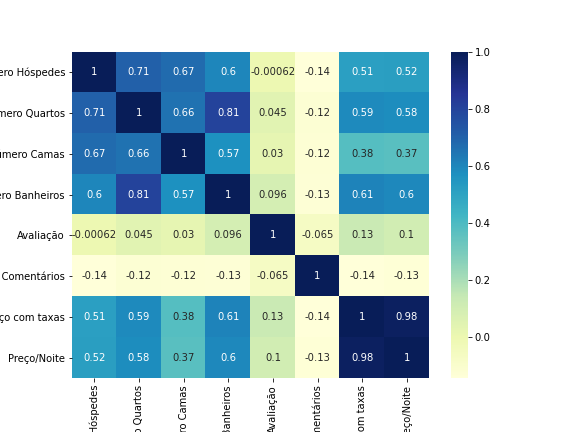 ero Hóspedes 1 0.71 0.67 0.6 -0.00062 -0.14 0.51 0.52
mero Quartos 0.71 1 0.66 0.81 0.045 -0.12 0.59 0.58
úmero Camas 0.67 0.66 1 0.57 0.03 -0.12 0.38 0.37
ero Banheiros 0.6 0.81 0.57 1 0.096 -0.13 0.61 0.6
Avaliação -0.00062 0.045 0.03 0.096 1 -0.065 0.13 0.1
Comentários -0.14 -0.12 -0.12 -0.13 -0.065 1 -0.14 -0.13
ço com taxas 0.51 0.59 0.38 0.61 0.13 -0.14 1 0.98
Preço/Noite 0.52 0.58 0.37 0.6 0.1 -0.13 0.98 1
Hóspedes
o Quartos
ro Camas
Banheiros
Avaliação
mentários
om taxas
eço/Noite
1.0
0.8
0.6
0.4
0.2
0.0